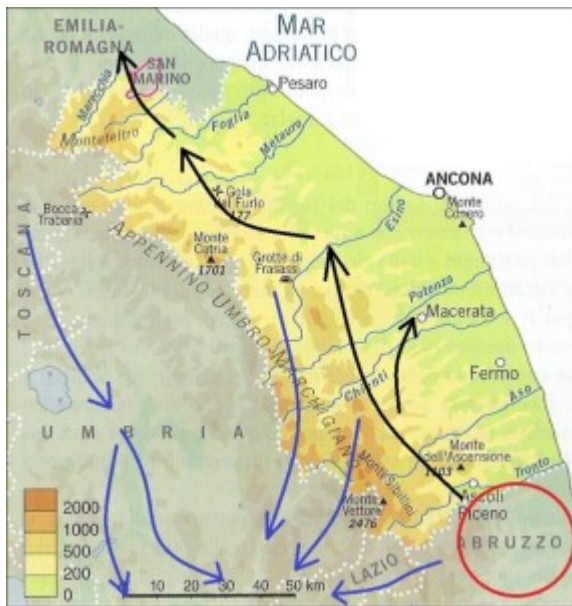 EMILIA-
ROMAGNA
MAR
ADRIATICO
SAN
MARINO
Marecchia
Pesaro
Montefeltro
Foglia
Metauro
Bocca
Trabaria
Gola
del Furlo
177
ANCONA
Monte
Conero
Esino
TOSCANA
APPENNINO UMBRO-MARCHIGIANO
Monte
Catria
1701
Grotte di
Frasassi
Potenza
Macerata
Chienti
Fermo
Aso
UMBRIA
Monte
dell'Ascensione
1103
Tronto
Monti Sibillini
Ascoli
Piceno
Monte
Vettore
2476
ABRUZZO
LAZIO
2000
1000
500
200
0
10 20 30 40 50 km